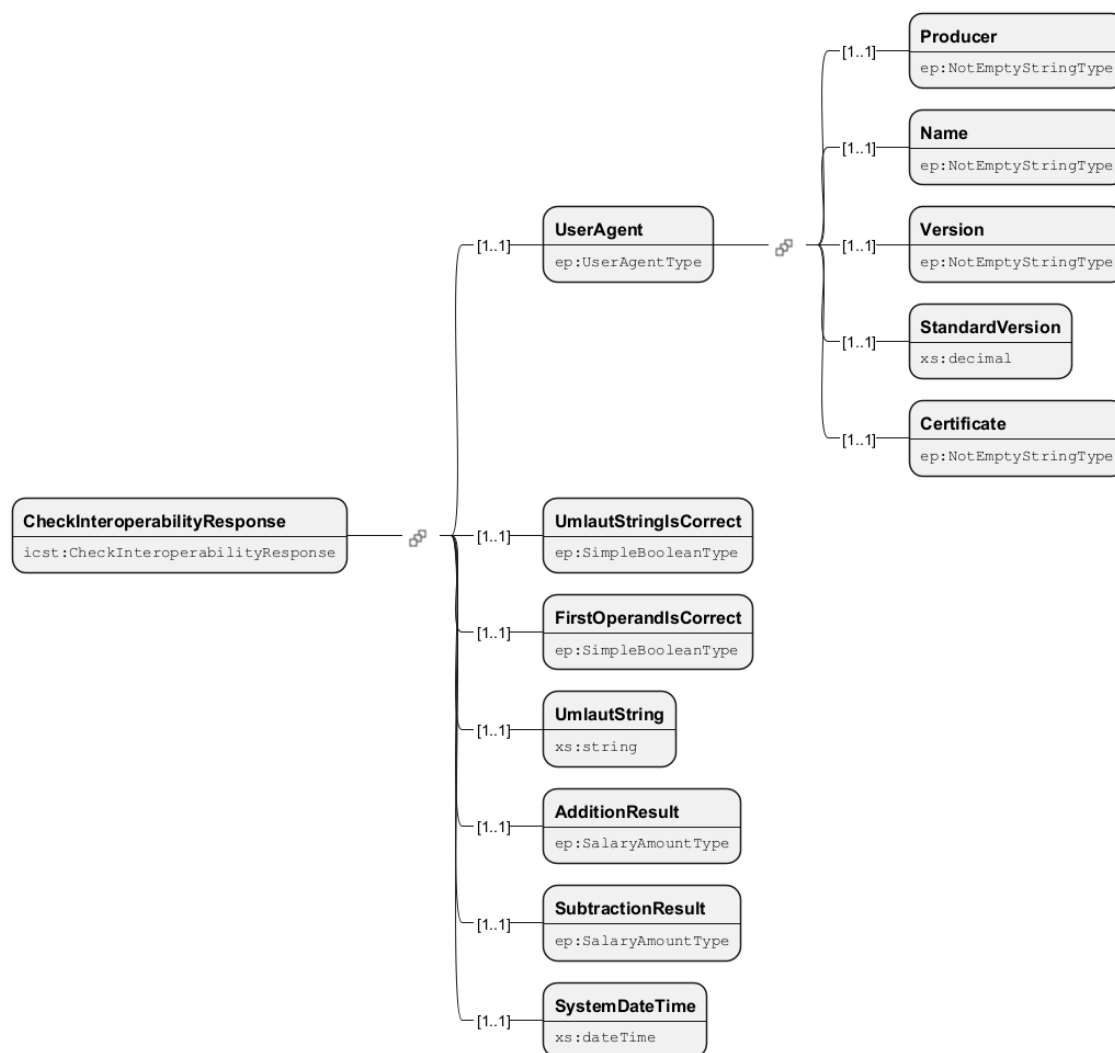 [1..1]
Producer
ep:NotEmptyStringType
[1..1]
Name
ep:NotEmptyStringType
[1..1]
UserAgent
ep:UserAgentType
[1..1]
Version
ep:NotEmptyStringType
[1..1]
StandardVersion
xs:decimal
[1..1]
Certificate
ep:NotEmptyStringType
CheckInteroperabilityResponse
icst:CheckInteroperabilityResponse
[1..1]
UmlautStringIsCorrect
ep:SimpleBooleanType
[1..1]
FirstOperandIsCorrect
ep:SimpleBooleanType
[1..1]
UmlautString
xs:string
[1..1]
AdditionResult
ep:SalaryAmountType
[1..1]
SubtractionResult
ep:SalaryAmountType
[1..1]
SystemDateTime
xs:dateTime